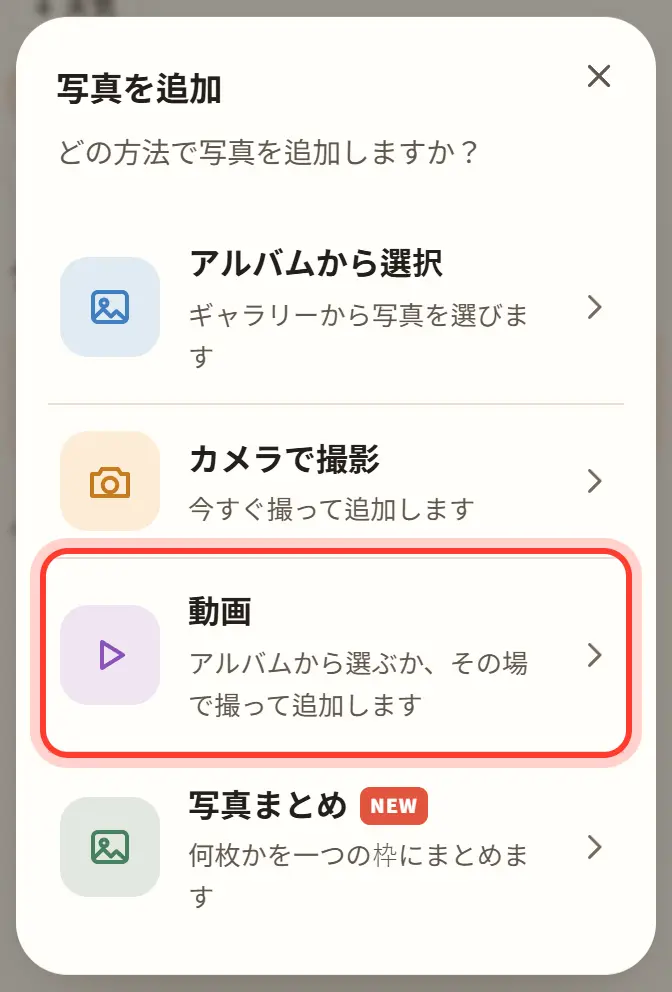 写真を追加
どの方法で写真を追加しますか？
アルバムから選択
ギャラリーから写真を選びま
す
カメラで撮影
今すぐ撮って追加します
動画
アルバムから選ぶか、その場
で撮って追加します
写真まとめ NEW
何枚かを一つの枠にまとめま
す